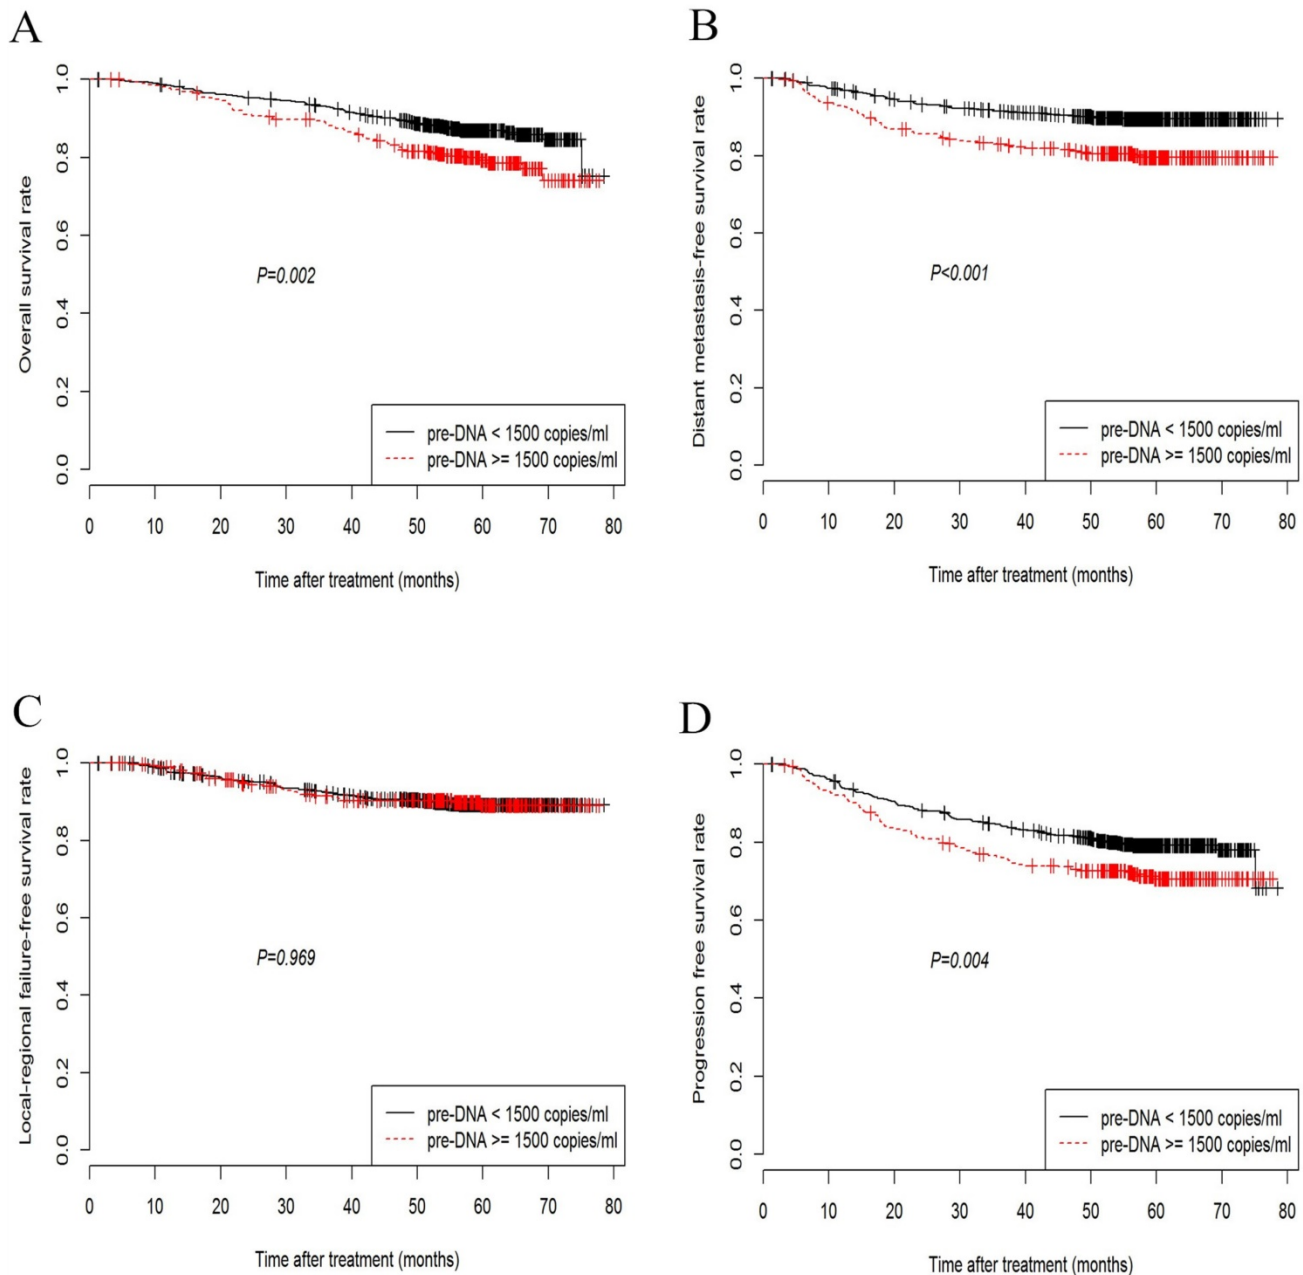 A
Overall survival rate
1.0
0.8
0.6
0.4
0.2
0.0
P=0.002
pre-DNA < 1500 copies/ml
pre-DNA >= 1500 copies/ml
0 10 20 30 40 50 60 70 80
Time after treatment (months)
B
Distant metastasis-free survival rate
1.0
0.8
0.6
0.4
0.2
0.0
P<0.001
pre-DNA < 1500 copies/ml
pre-DNA >= 1500 copies/ml
0 10 20 30 40 50 60 70 80
Time after treatment (months)
C
Local-regional failure-free survival rate
1.0
0.8
0.6
0.4
0.2
0.0
P=0.969
pre-DNA < 1500 copies/ml
pre-DNA >= 1500 copies/ml
0 10 20 30 40 50 60 70 80
Time after treatment (months)
D
Progression free survival rate
1.0
0.8
0.6
0.4
0.2
0.0
P=0.004
pre-DNA < 1500 copies/ml
pre-DNA >= 1500 copies/ml
0 10 20 30 40 50 60 70 80
Time after treatment (months)